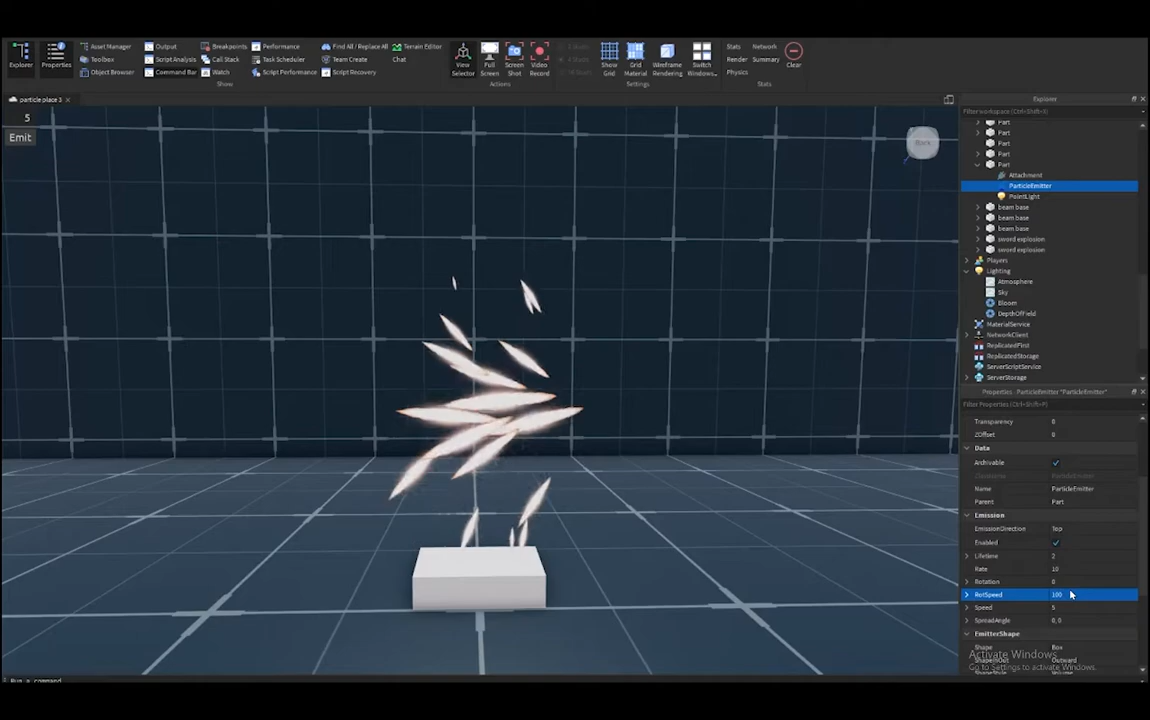 Explorer
Properties
Asset Manager
Toolbox
Object Browser
Output
Script Analysis
Command Bar
Breakpoints
Call Stack
Watch
Performance
Task Scheduler
Script Performance
Find All / Replace All
Team Create
Script Recovery
Terrain Editor
Chat
Show
View
Selector
Full
Screen
Screen
Shot
Video
Record
Actions
Show
Grid
Grid
Material
Wireframe
Rendering
Switch
Windows...
Settings
Stats
Render
Physics
Network
Summary
Clear
Stats
particle place 1
5
Emit
Back
Explorer
Filter workspace (Ctrl+Shift+X)
Part
Part
Part
Part
Part
Attachment
ParticleEmitter
PointLight
beam base
beam base
beam base
sword explosion
sword explosion
Players
Lighting
Atmosphere
Sky
Bloom
DepthOfField
MaterialService
NetworkClient
ReplicatedFirst
ReplicatedStorage
ServerScriptService
ServerStorage
Properties - ParticleEmitter "ParticleEmitter"
Filter Properties (Ctrl+Shift+P)
Transparency 0
ZOffset 0
Data
Archivable
ClassName ParticleEmitter
Name ParticleEmitter
Parent Part
Emission
EmissionDirection Top
Enabled
Lifetime 2
Rate 10
Rotation 0
RotSpeed 100
Speed 5
SpreadAngle 0, 0
EmitterShape
Shape Box
ShapeInOut Outward
ShapeStyle Volume
Activate Windows
Go to Settings to activate Windows.
Run a command